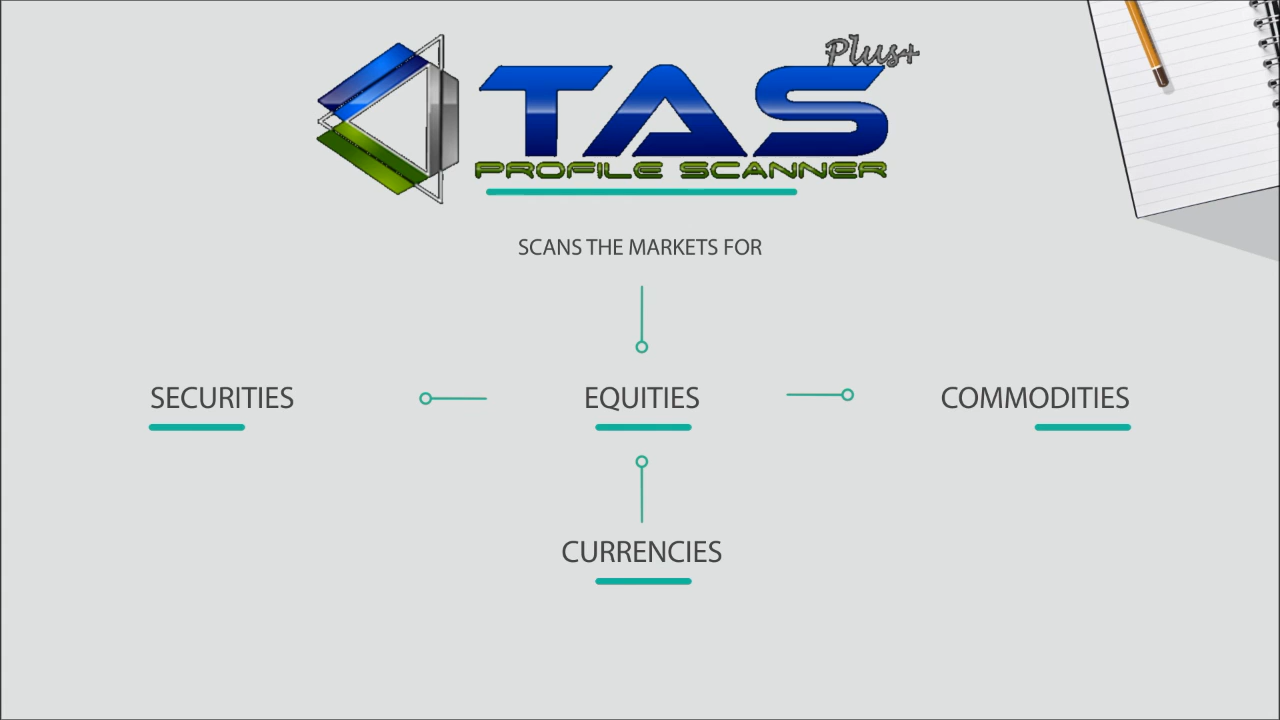 Plus+
TAS
PROFILE SCANNER
SCANS THE MARKETS FOR
SECURITIES
EQUITIES
COMMODITIES
CURRENCIES